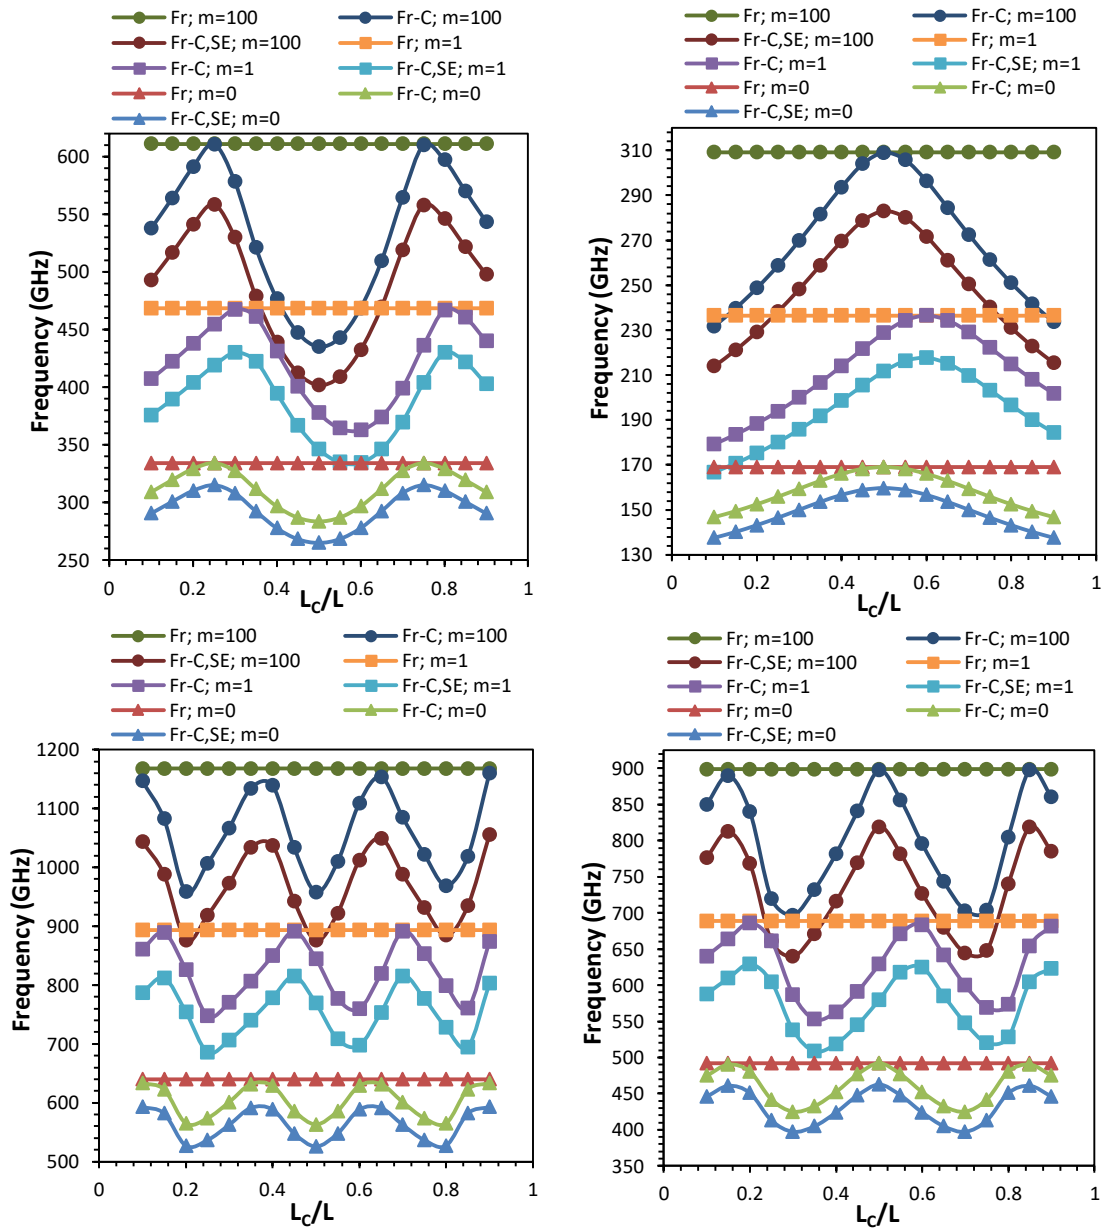 Fr; m=100
Fr-C; m=100
Fr-C,SE; m=100
Fr; m=1
Fr-C; m=1
Fr-C,SE; m=1
Fr; m=0
Fr-C; m=0
Fr-C,SE; m=0
Frequency (GHz)
600
550
500
450
400
350
300
250
0
0.2
0.4
0.6
0.8
1
LC/L
Fr; m=100
Fr-C; m=100
Fr-C,SE; m=100
Fr; m=1
Fr-C; m=1
Fr-C,SE; m=1
Fr; m=0
Fr-C; m=0
Fr-C,SE; m=0
Frequency (GHz)
310
290
270
250
230
210
190
170
150
130
0
0.2
0.4
0.6
0.8
1
LC/L
Fr; m=100
Fr-C; m=100
Fr-C,SE; m=100
Fr; m=1
Fr-C; m=1
Fr-C,SE; m=1
Fr; m=0
Fr-C; m=0
Fr-C,SE; m=0
Frequency (GHz)
1200
1100
1000
900
800
700
600
500
0
0.2
0.4
0.6
0.8
1
LC/L
Fr; m=100
Fr-C; m=100
Fr-C,SE; m=100
Fr; m=1
Fr-C; m=1
Fr-C,SE; m=1
Fr; m=0
Fr-C; m=0
Fr-C,SE; m=0
Frequency (GHz)
900
850
800
750
700
650
600
550
500
450
400
350
0
0.2
0.4
0.6
0.8
1
LC/L